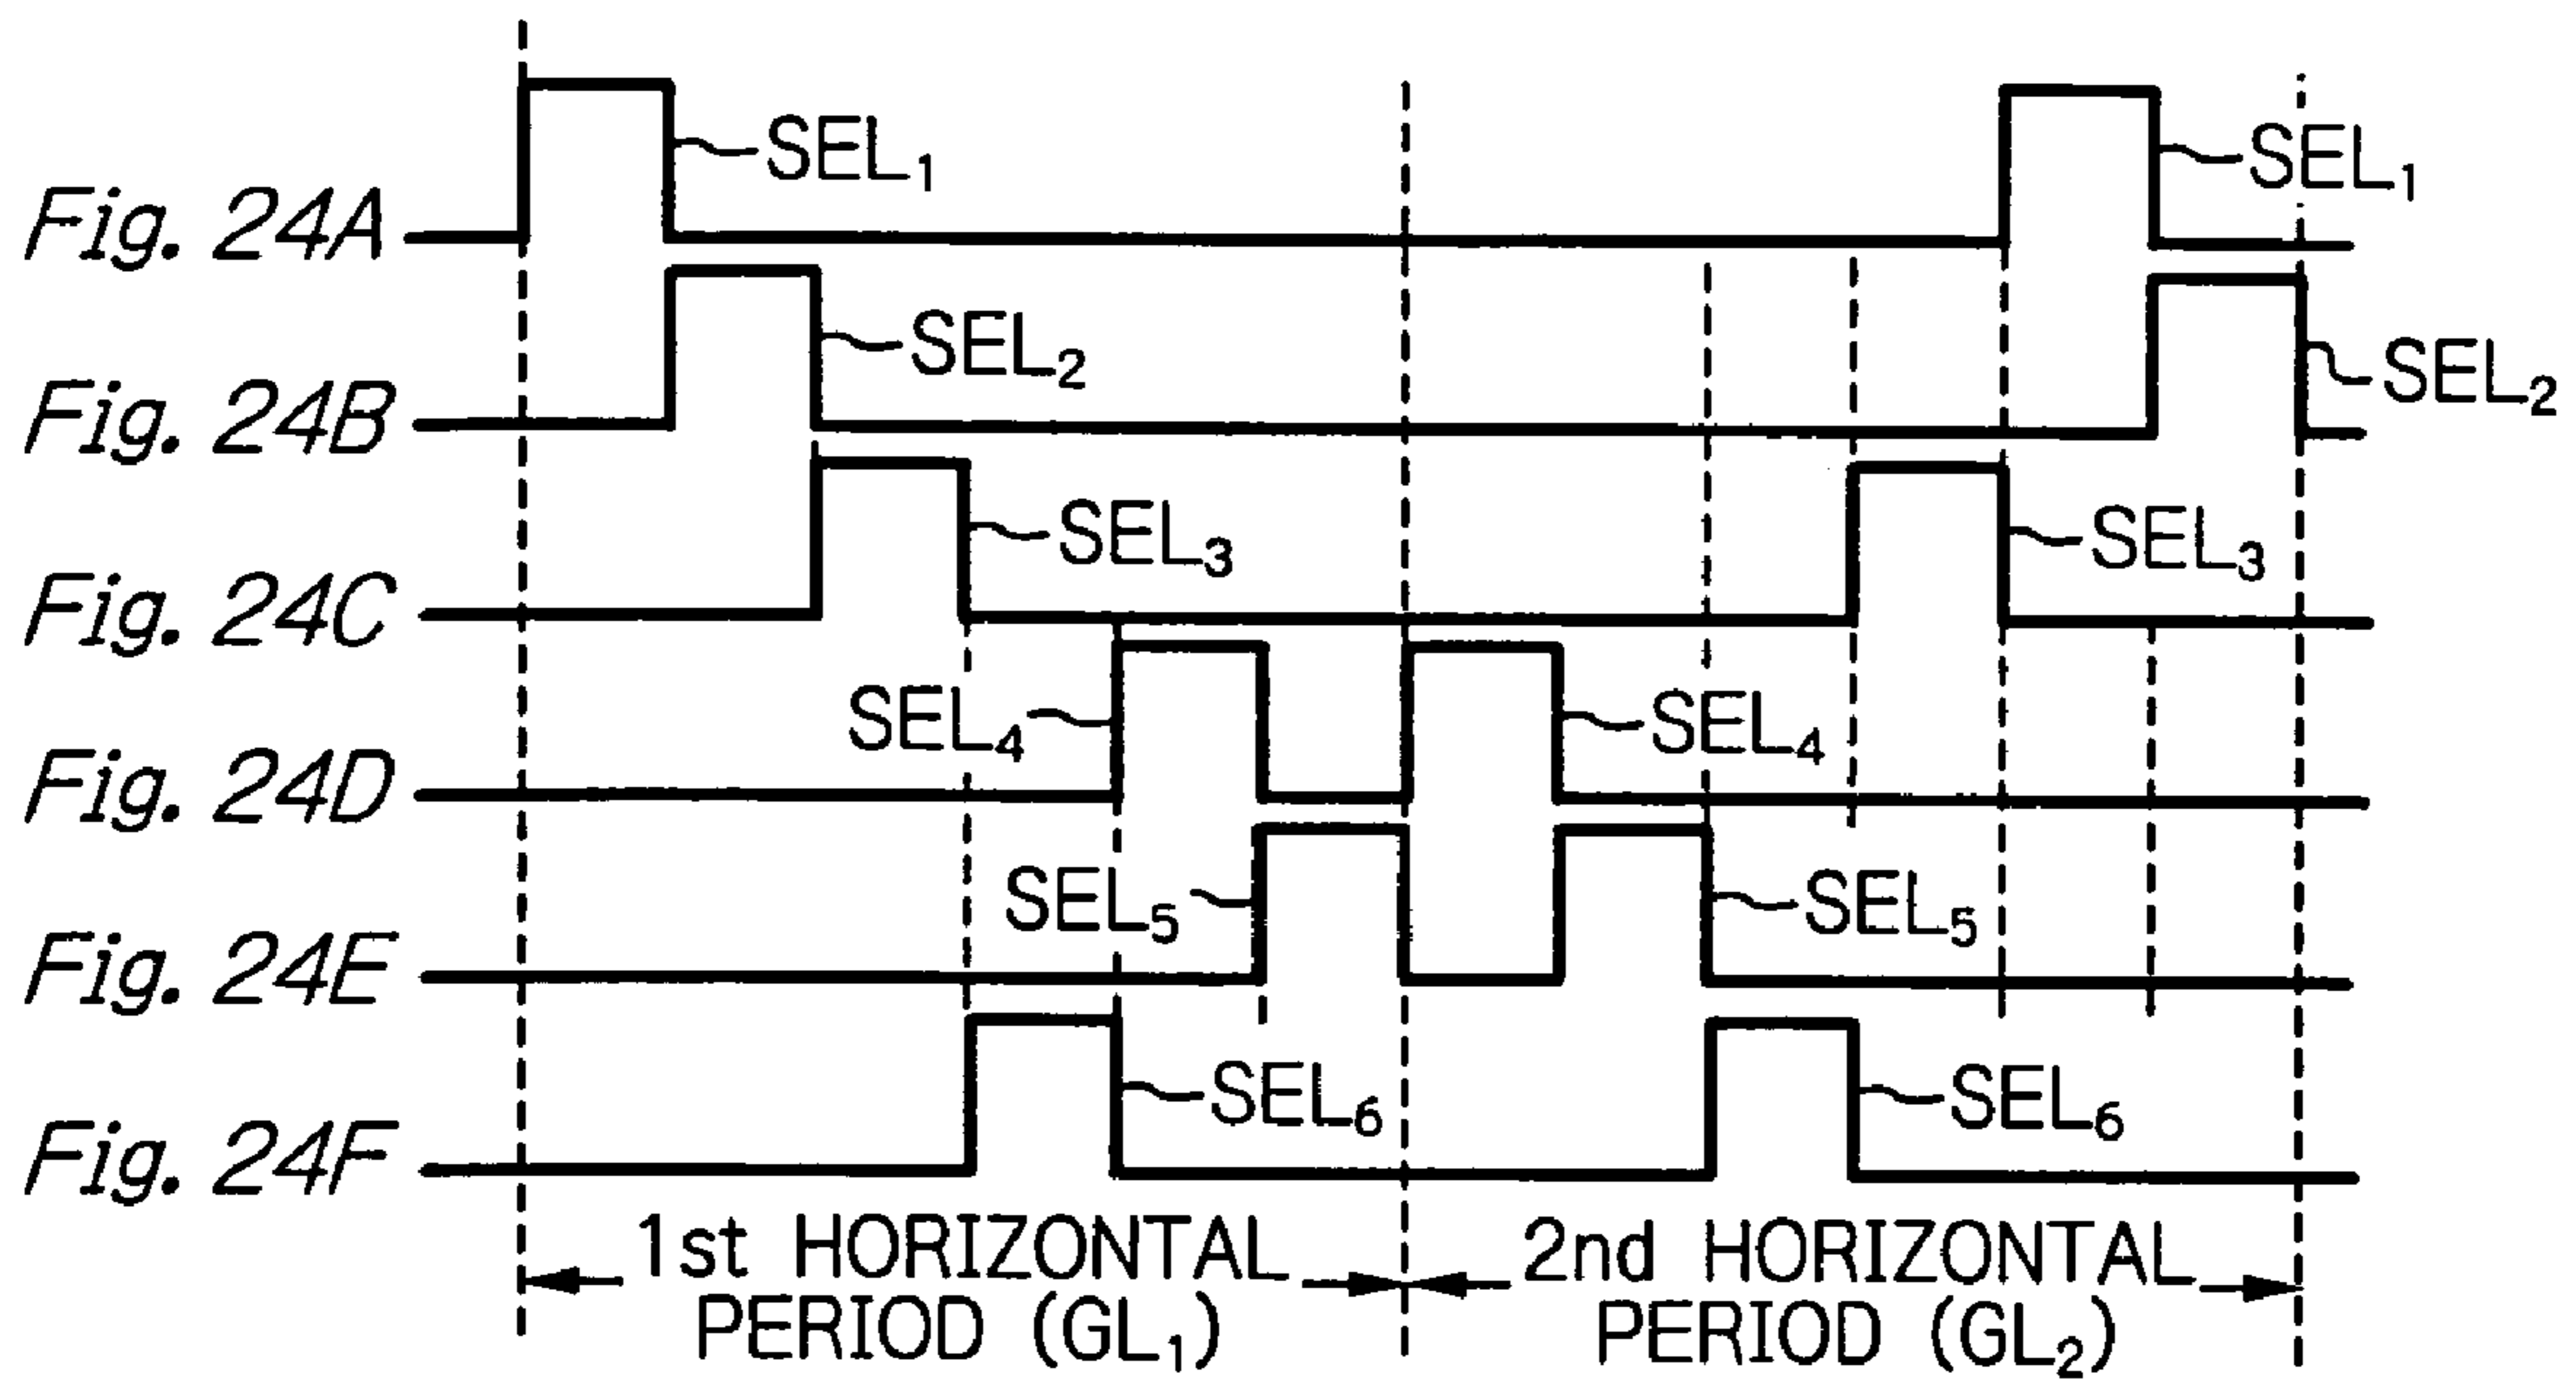 Fig. 24A SEL1 SEL1
Fig. 24B SEL2 SEL2
Fig. 24C SEL3 SEL3
Fig. 24D SEL4 SEL4
Fig. 24E SEL5 SEL5
Fig. 24F SEL6 SEL6
1st HORIZONTAL PERIOD (GL1)
2nd HORIZONTAL PERIOD (GL2)